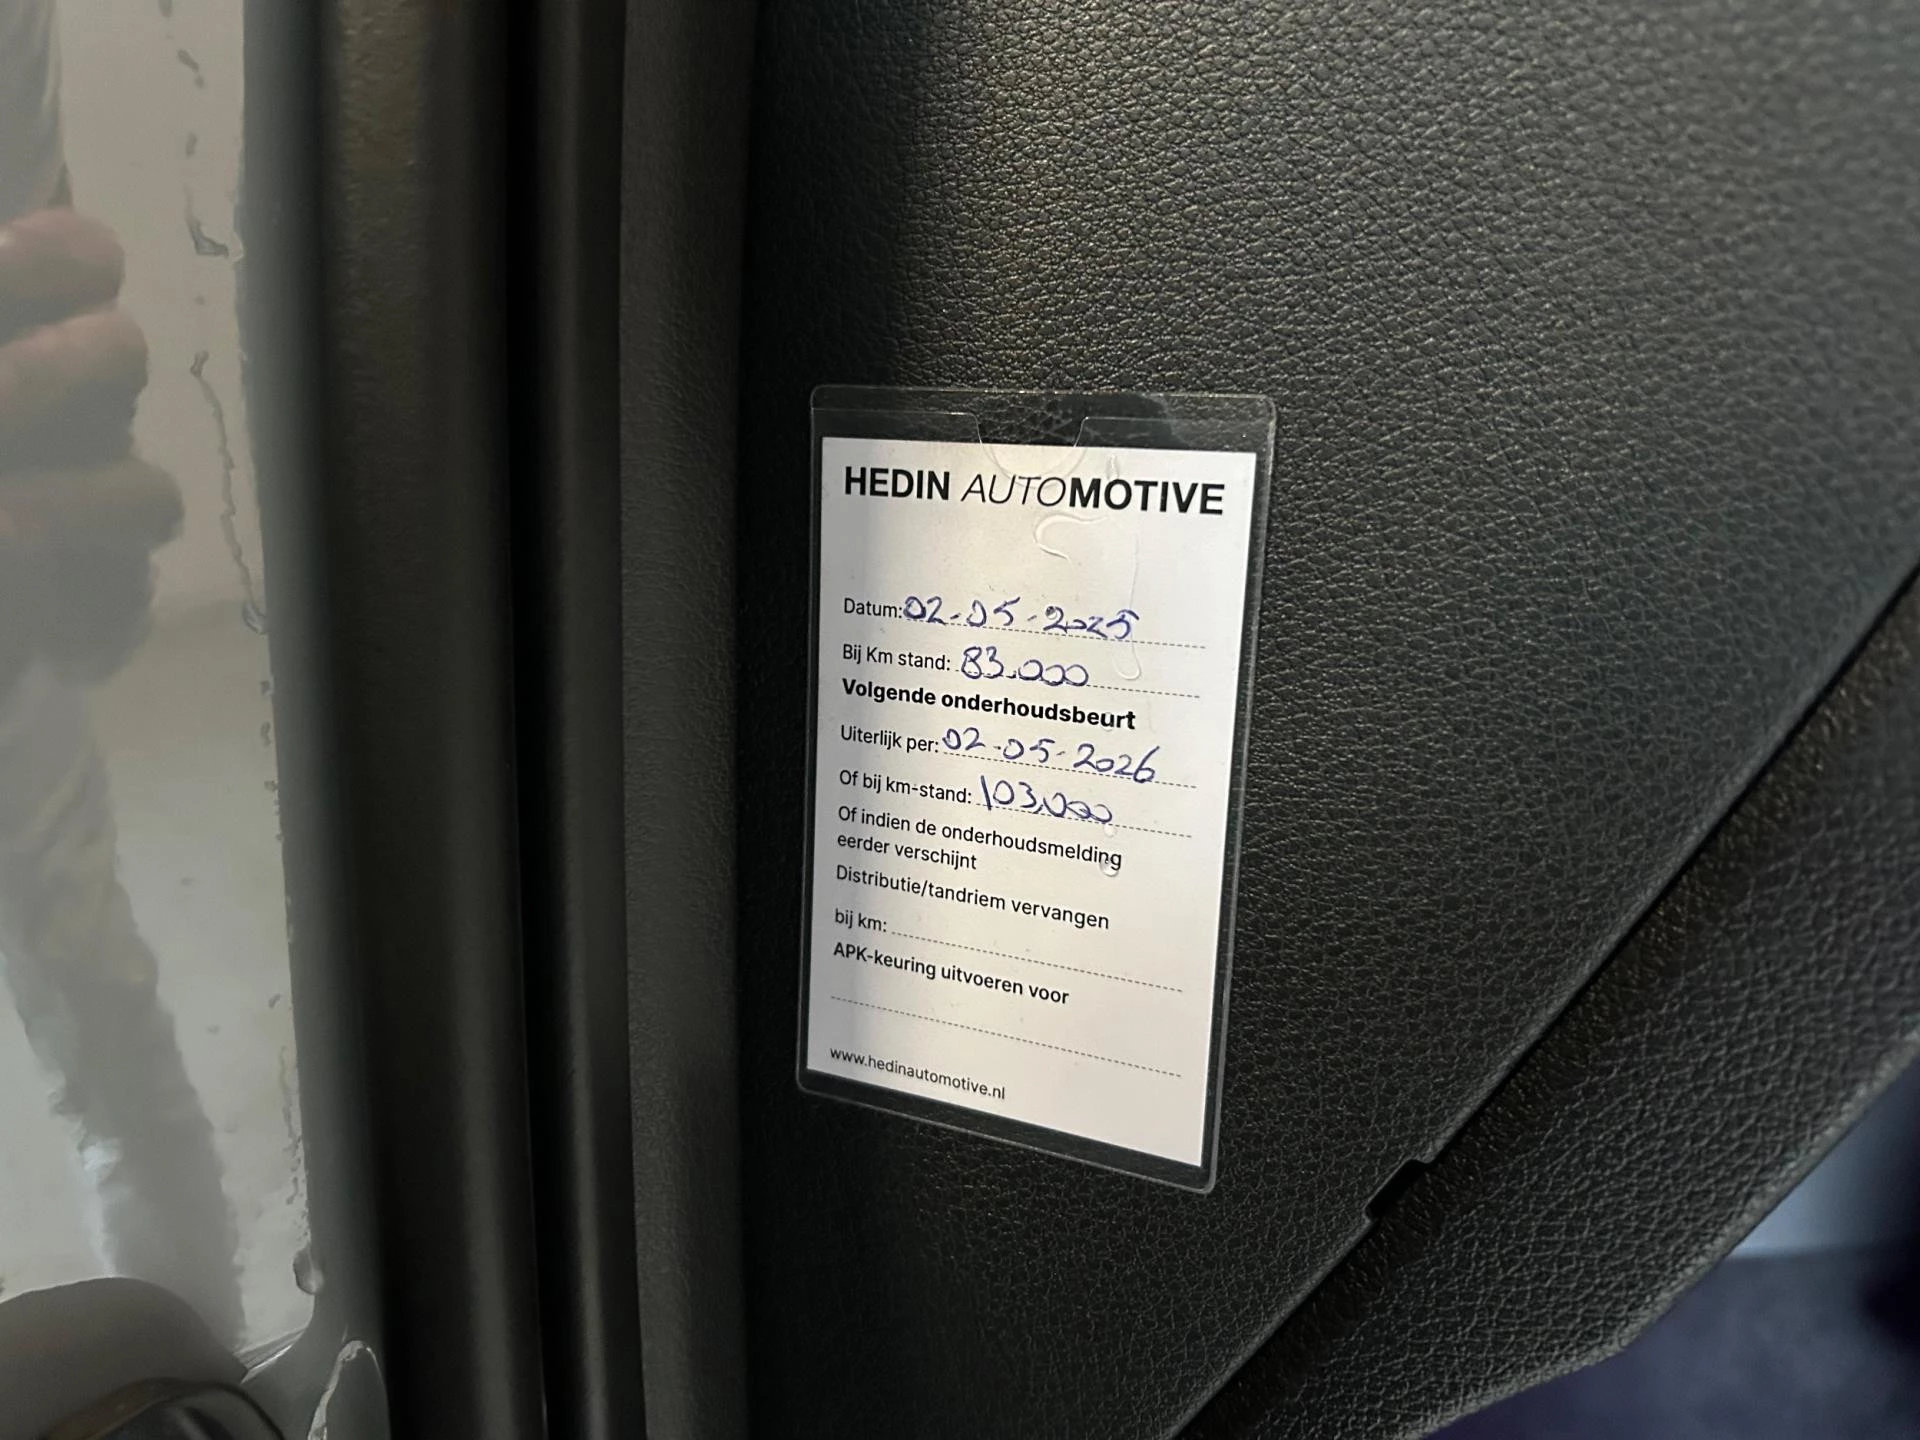 HEDIN AUTOMOTIVE
Datum: 02-05-2025
Bij Km stand: 83.000
Volgende onderhoudsbeurt
Uiterlijk per: 02-05-2026
Of bij km-stand: 103.000
Of indien de onderhoudsmelding
eerder verschijnt
Distributie/tandriem vervangen
bij km:
APK-keuring uitvoeren voor
www.hedinautomotive.nl